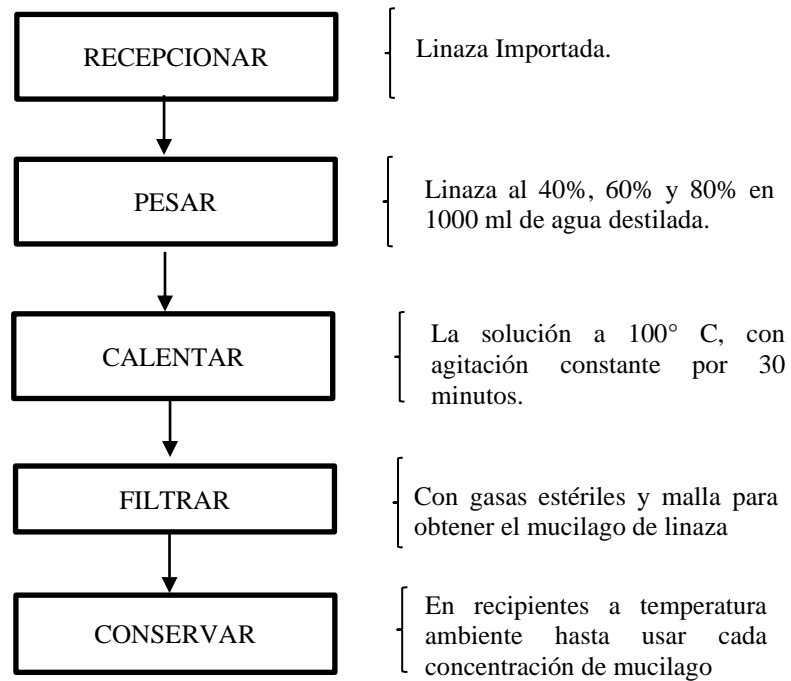 RECEPCIONAR
Linaza Importada.
PESAR
Linaza al 40%, 60% y 80% en
1000 ml de agua destilada.
CALENTAR
La solución a 100° C, con
agitación constante por 30
minutos.
FILTRAR
Con gasas estériles y malla para
obtener el mucilago de linaza
CONSERVAR
En recipientes a temperatura
ambiente hasta usar cada
concentración de mucilago